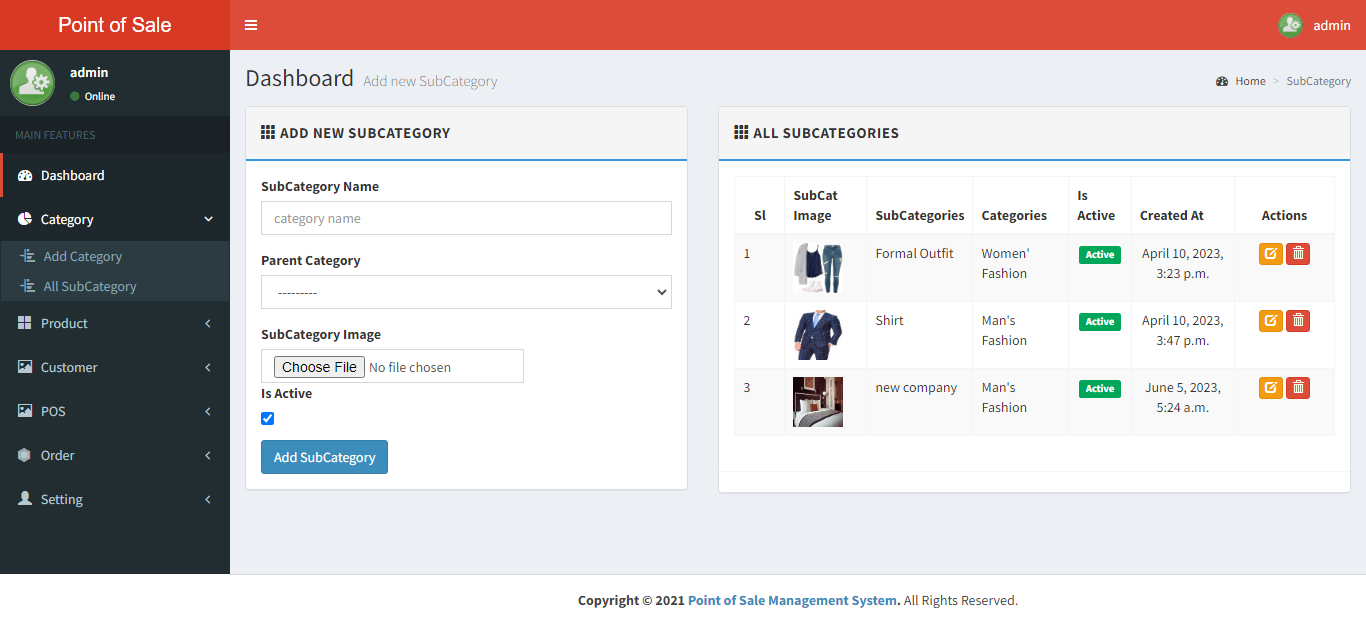 Point of Sale
admin
admin
Online
MAIN FEATURES
Dashboard
Category
Add Category
All SubCategory
Product
Customer
POS
Order
Setting
Dashboard Add new SubCategory
Home > SubCategory
ADD NEW SUBCATEGORY
SubCategory Name
category name
Parent Category
---------
SubCategory Image
Choose File No file chosen
Is Active
Add SubCategory
ALL SUBCATEGORIES
Sl SubCat Image SubCategories Categories Is Active Created At Actions
1 Formal Outfit Women' Fashion Active April 10, 2023, 3:23 p.m.
2 Shirt Man's Fashion Active April 10, 2023, 3:47 p.m.
3 new company Man's Fashion Active June 5, 2023, 5:24 a.m.
Copyright © 2021 Point of Sale Management System. All Rights Reserved.